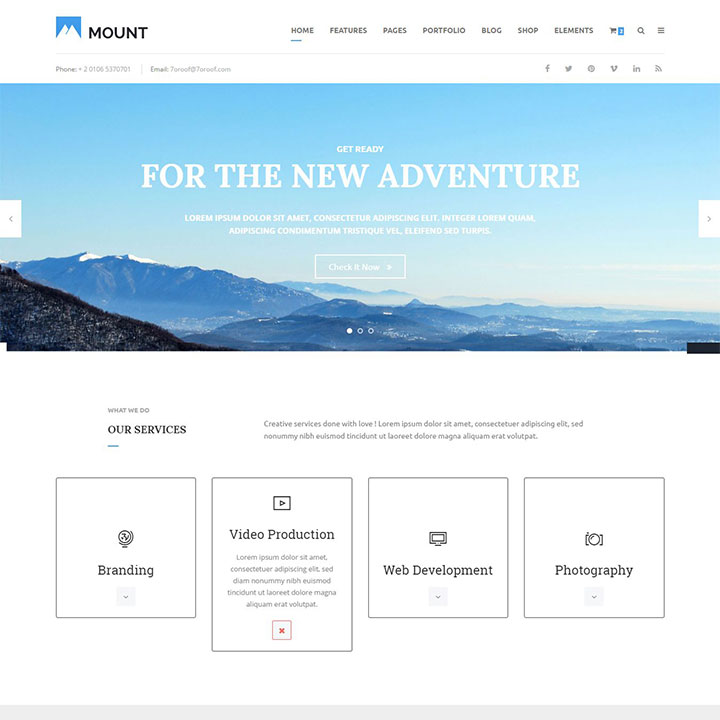 MOUNT
HOME FEATURES PAGES PORTFOLIO BLOG SHOP ELEMENTS 3
Phone: + 2 0106 5370701 Email: 7oroof@7oroof.com
GET READY
FOR THE NEW ADVENTURE
LOREM IPSUM DOLOR SIT AMET, CONSECTETUR ADIPISCING ELIT. INTEGER LOREM QUAM,
ADIPISCING CONDIMENTUM TRISTIQUE VEL, ELEIFEND SED TURPIS.
Check It Now »
WHAT WE DO
OUR SERVICES
Creative services done with love ! Lorem ipsum dolor sit amet, consectetuer adipiscing elit, sed
nonummy nibh euismod tincidunt ut laoreet dolore magna aliquam erat volutpat.
Branding
Video Production
Lorem ipsum dolor sit amet,
consectetuer adipiscing elit, sed
diam nonummy nibh euismod
tincidunt ut laoreet dolore magna
aliquam erat volutpat.
Web Development
Photography